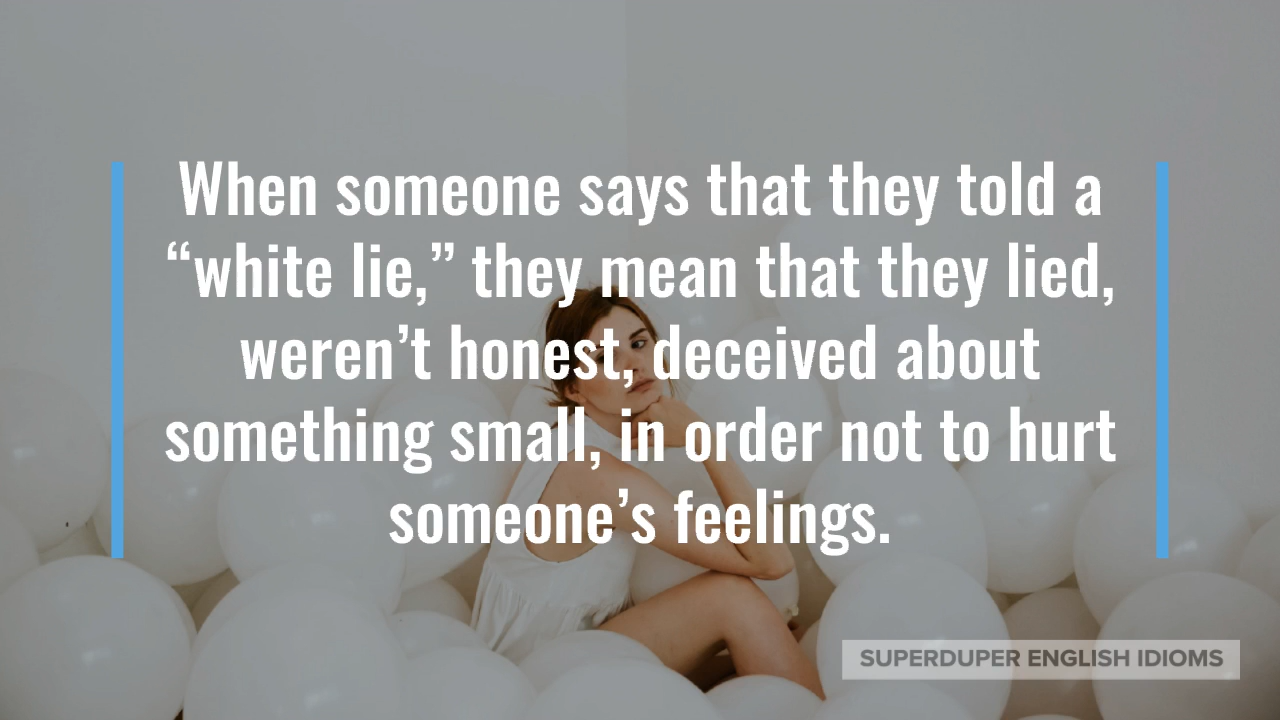 When someone says that they told a
“white lie,” they mean that they lied,
weren’t honest, deceived about
something small, in order not to hurt
someone’s feelings.
SUPERDUPER ENGLISH IDIOMS